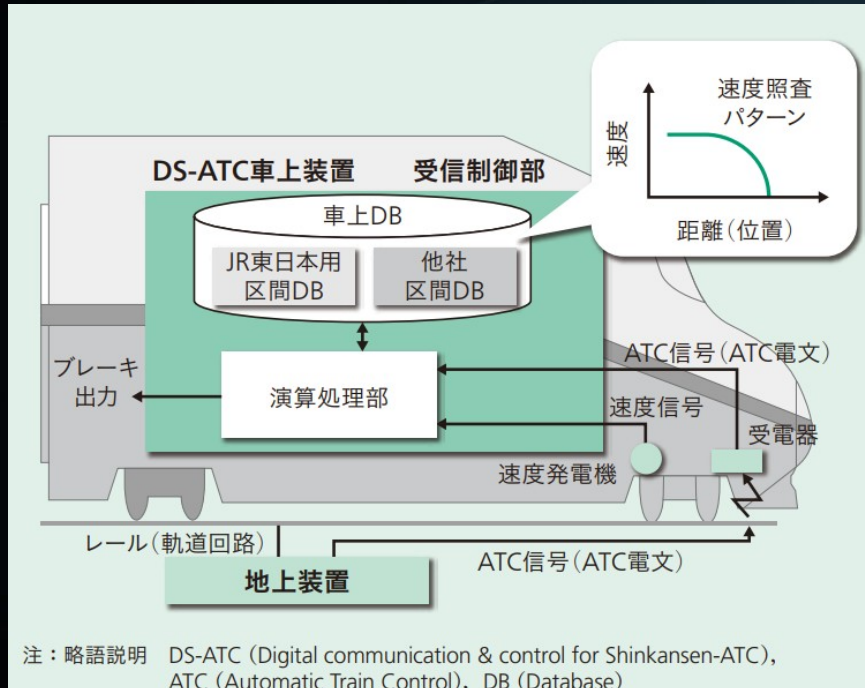 速度照査
パターン
速度
距離（位置）
DS-ATC車上装置　受信制御部
車上DB
JR東日本用
区間DB
他社
区間DB
ATC信号（ATC電文）
ブレーキ
出力
演算処理部
速度信号
受電器
速度発電機
レール（軌道回路）
ATC信号（ATC電文）
地上装置
注：略語説明　DS-ATC（Digital communication & control for Shinkansen-ATC），
ATC（Automatic Train Control），DB（Database）